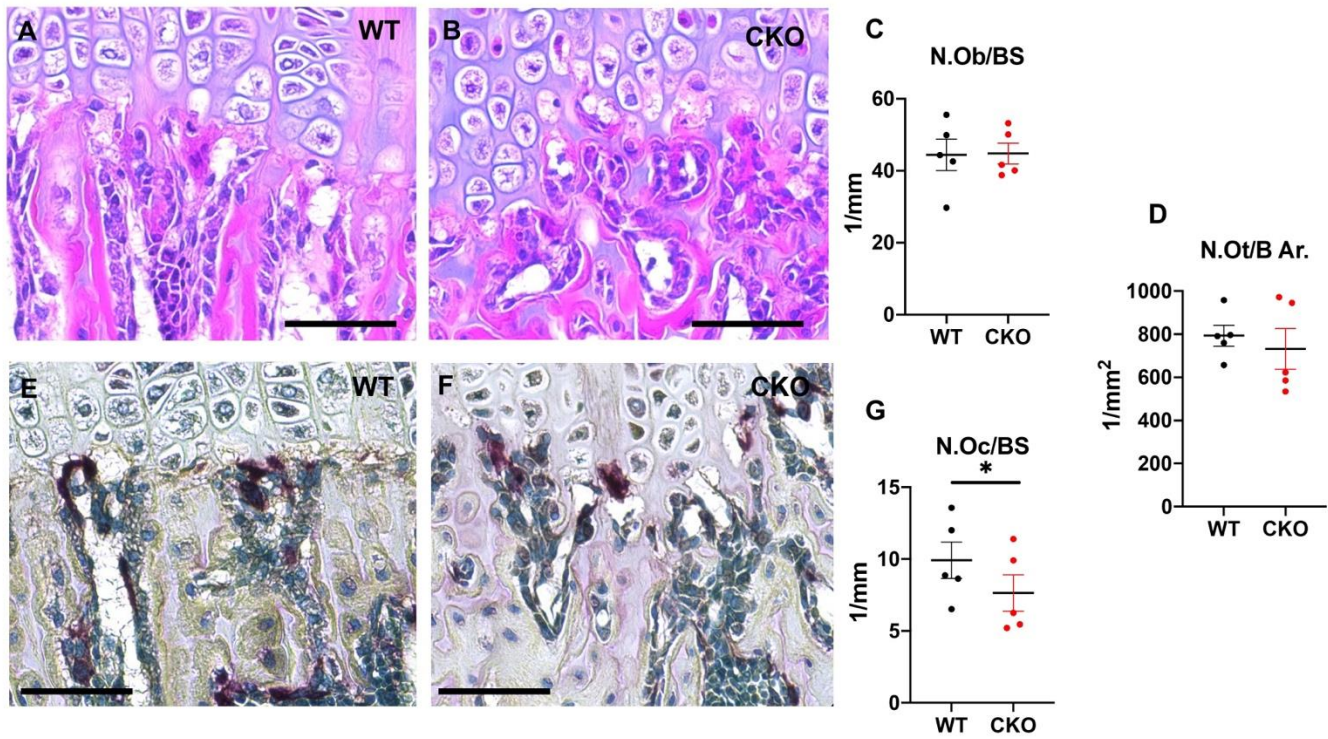 A WT
B CKO
C
N.Ob/BS
60
40
20
0
1/mm
WT CKO
D
N.Ot/B Ar.
1000
800
600
400
200
0
1/mm²
WT CKO
E WT
F CKO
G
N.Oc/BS
*
15
10
5
0
1/mm
WT CKO